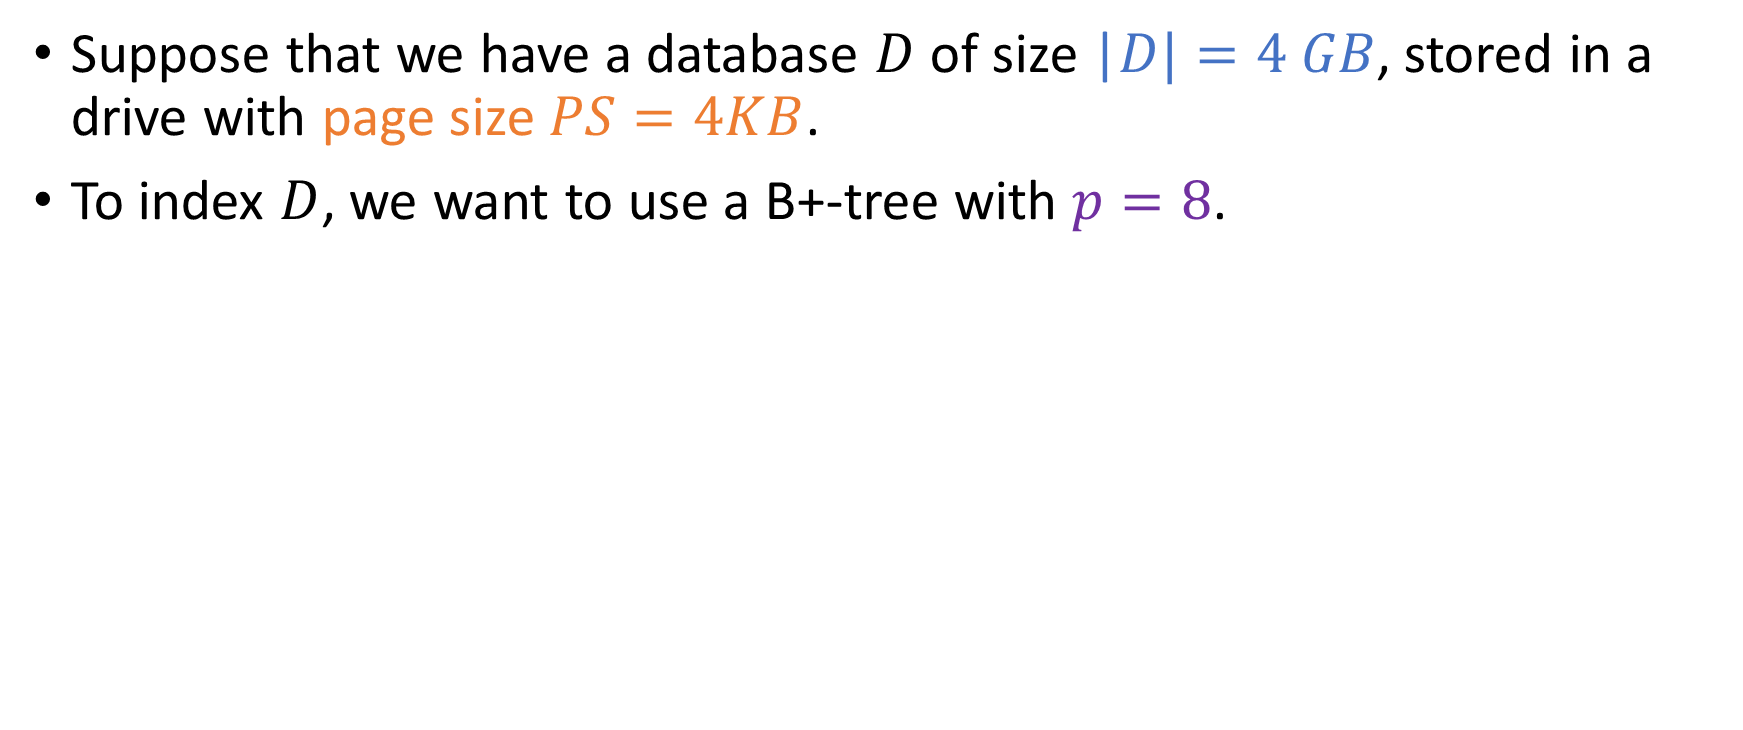 • Suppose that we have a database D of size |D| = 4 GB, stored in a
drive with page size PS = 4KB.
• To index D, we want to use a B+-tree with p = 8.